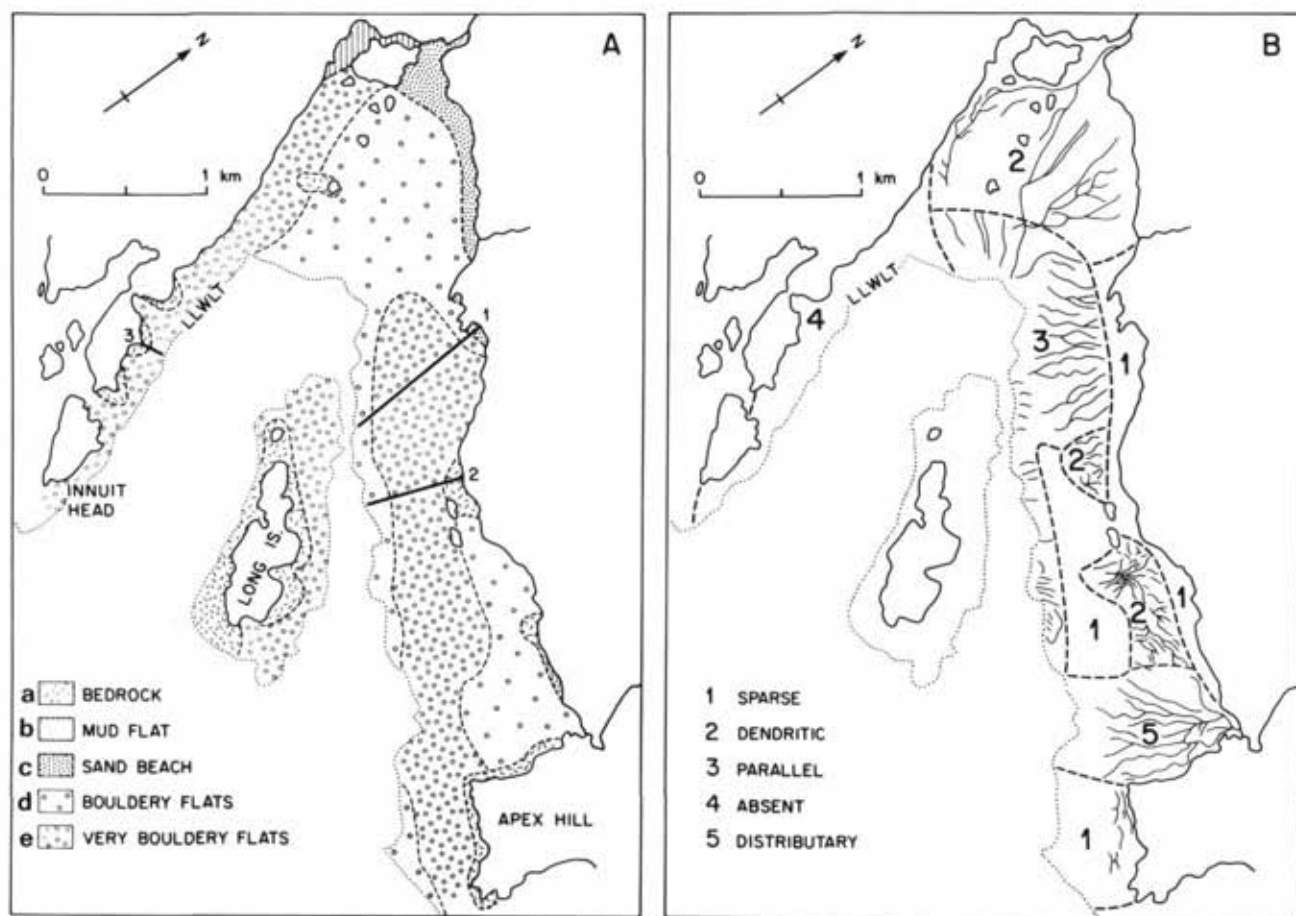 A
N
0 1 km
LLWLT
1
3
2
INNUIT
HEAD
LONG IS.
a BEDROCK
b MUD FLAT
c SAND BEACH
d BOULDERY FLATS
e VERY BOULDERY FLATS
APEX HILL
B
N
0 1 km
2
LLWLT
4
3
1
2
1
2
1
5
1
1 SPARSE
2 DENDRITIC
3 PARALLEL
4 ABSENT
5 DISTRIBUTARY